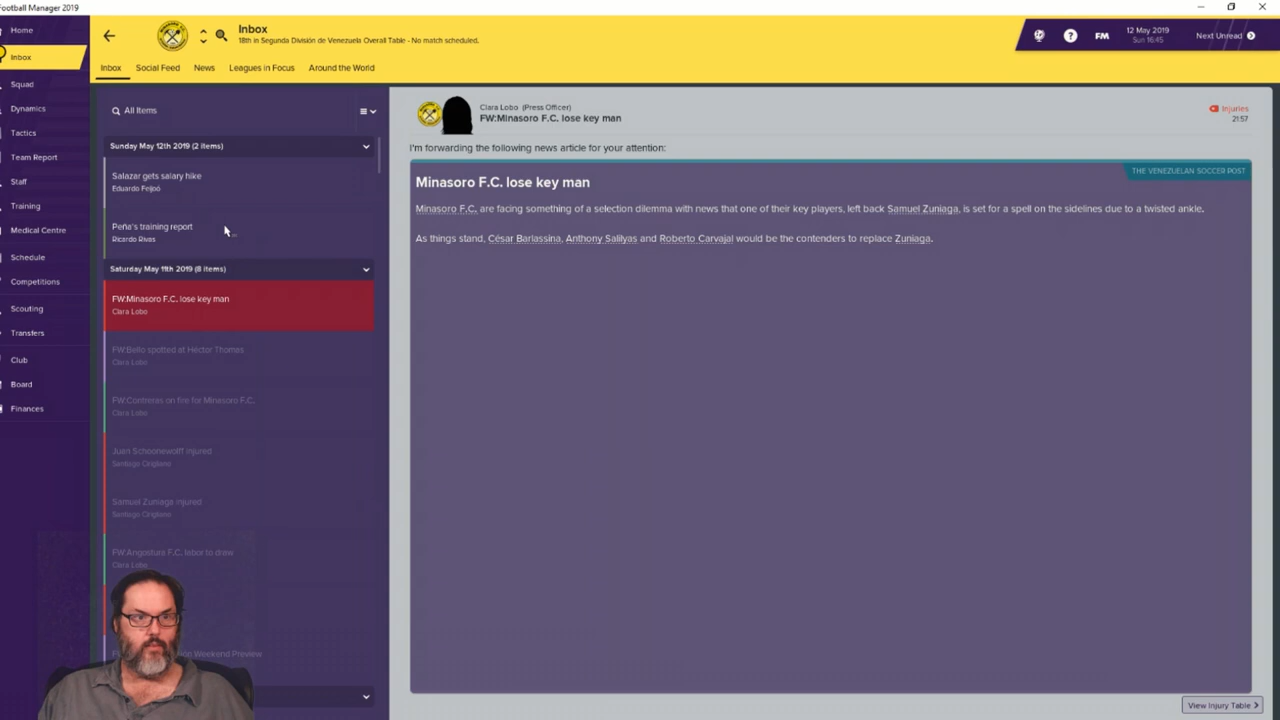 Football Manager 2019
Home
Inbox
Squad
Dynamics
Tactics
Team Report
Staff
Training
Medical Centre
Schedule
Competitions
Scouting
Transfers
Club
Board
Finances
Inbox
18th in Segunda División de Venezuela Overall Table - No match scheduled.
FM
12 May 2019
Sun 16:45
Next Unread
Inbox Social Feed News Leagues in Focus Around the World
All Items
Sunday May 12th 2019 (2 items)
Salazar gets salary hike
Eduardo Feijoó
Peña's training report
Ricardo Rivas
Saturday May 11th 2019 (8 items)
FW:Minasoro F.C. lose key man
Clara Lobo
FW:Bello spotted at Héctor Thomas
Clara Lobo
FW:Contreras on fire for Minasoro F.C.
Clara Lobo
Juan Schoenewolff injured
Santiago Cirigliano
Samuel Zuniaga injured
Santiago Cirigliano
FW:Angostura F.C. labor to draw
Clara Lobo
Weekend Preview
Clara Lobo (Press Officer)
FW:Minasoro F.C. lose key man
Injuries
21:57
I'm forwarding the following news article for your attention:
THE VENEZUELAN SOCCER POST
Minasoro F.C. lose key man
Minasoro F.C. are facing something of a selection dilemma with news that one of their key players, left back Samuel Zuniaga, is set for a spell on the sidelines due to a twisted ankle.
As things stand, César Barlassina, Anthony Salilyas and Roberto Carvajal would be the contenders to replace Zuniaga.
View Injury Table